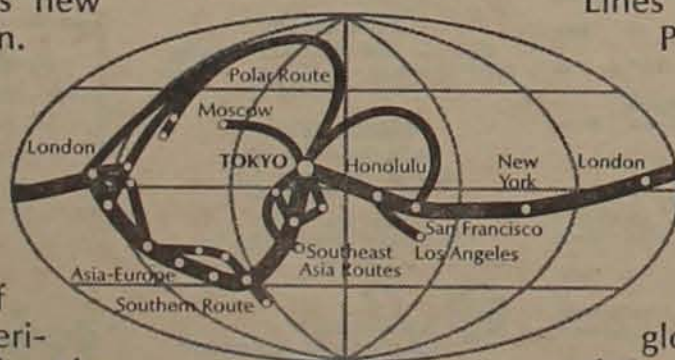 s new
Lines
n.
P
Polar Route
Moscow
London
TOKYO
Honolulu
New
York
London
San Francisco
Los Angeles
Southeast
Asia Routes
Asia-Europe
Southern Route
f
eri-
glo